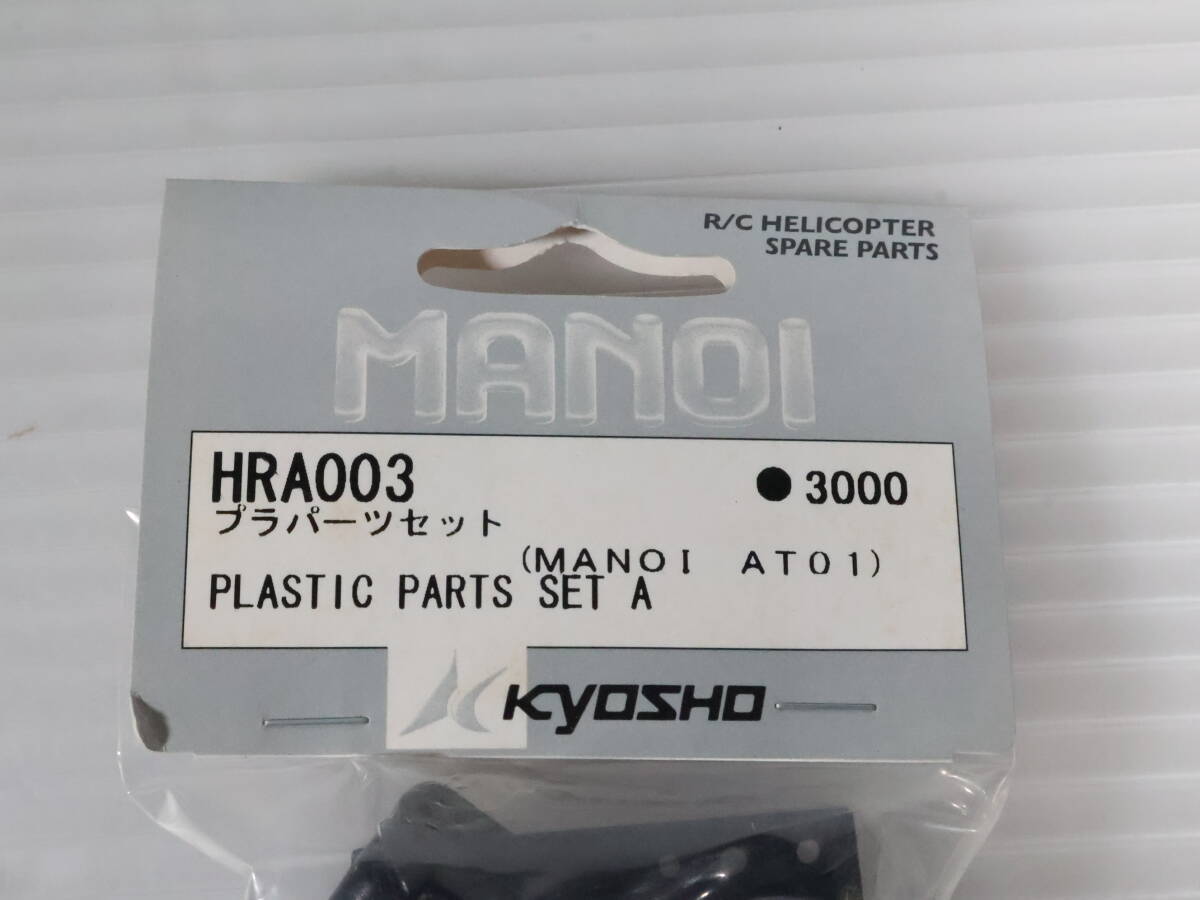 R/C HELICOPTER
SPARE PARTS
MANOI
HRA003
●3000
プラパーツセット
(MANOI AT01)
PLASTIC PARTS SET A
KYOSHO